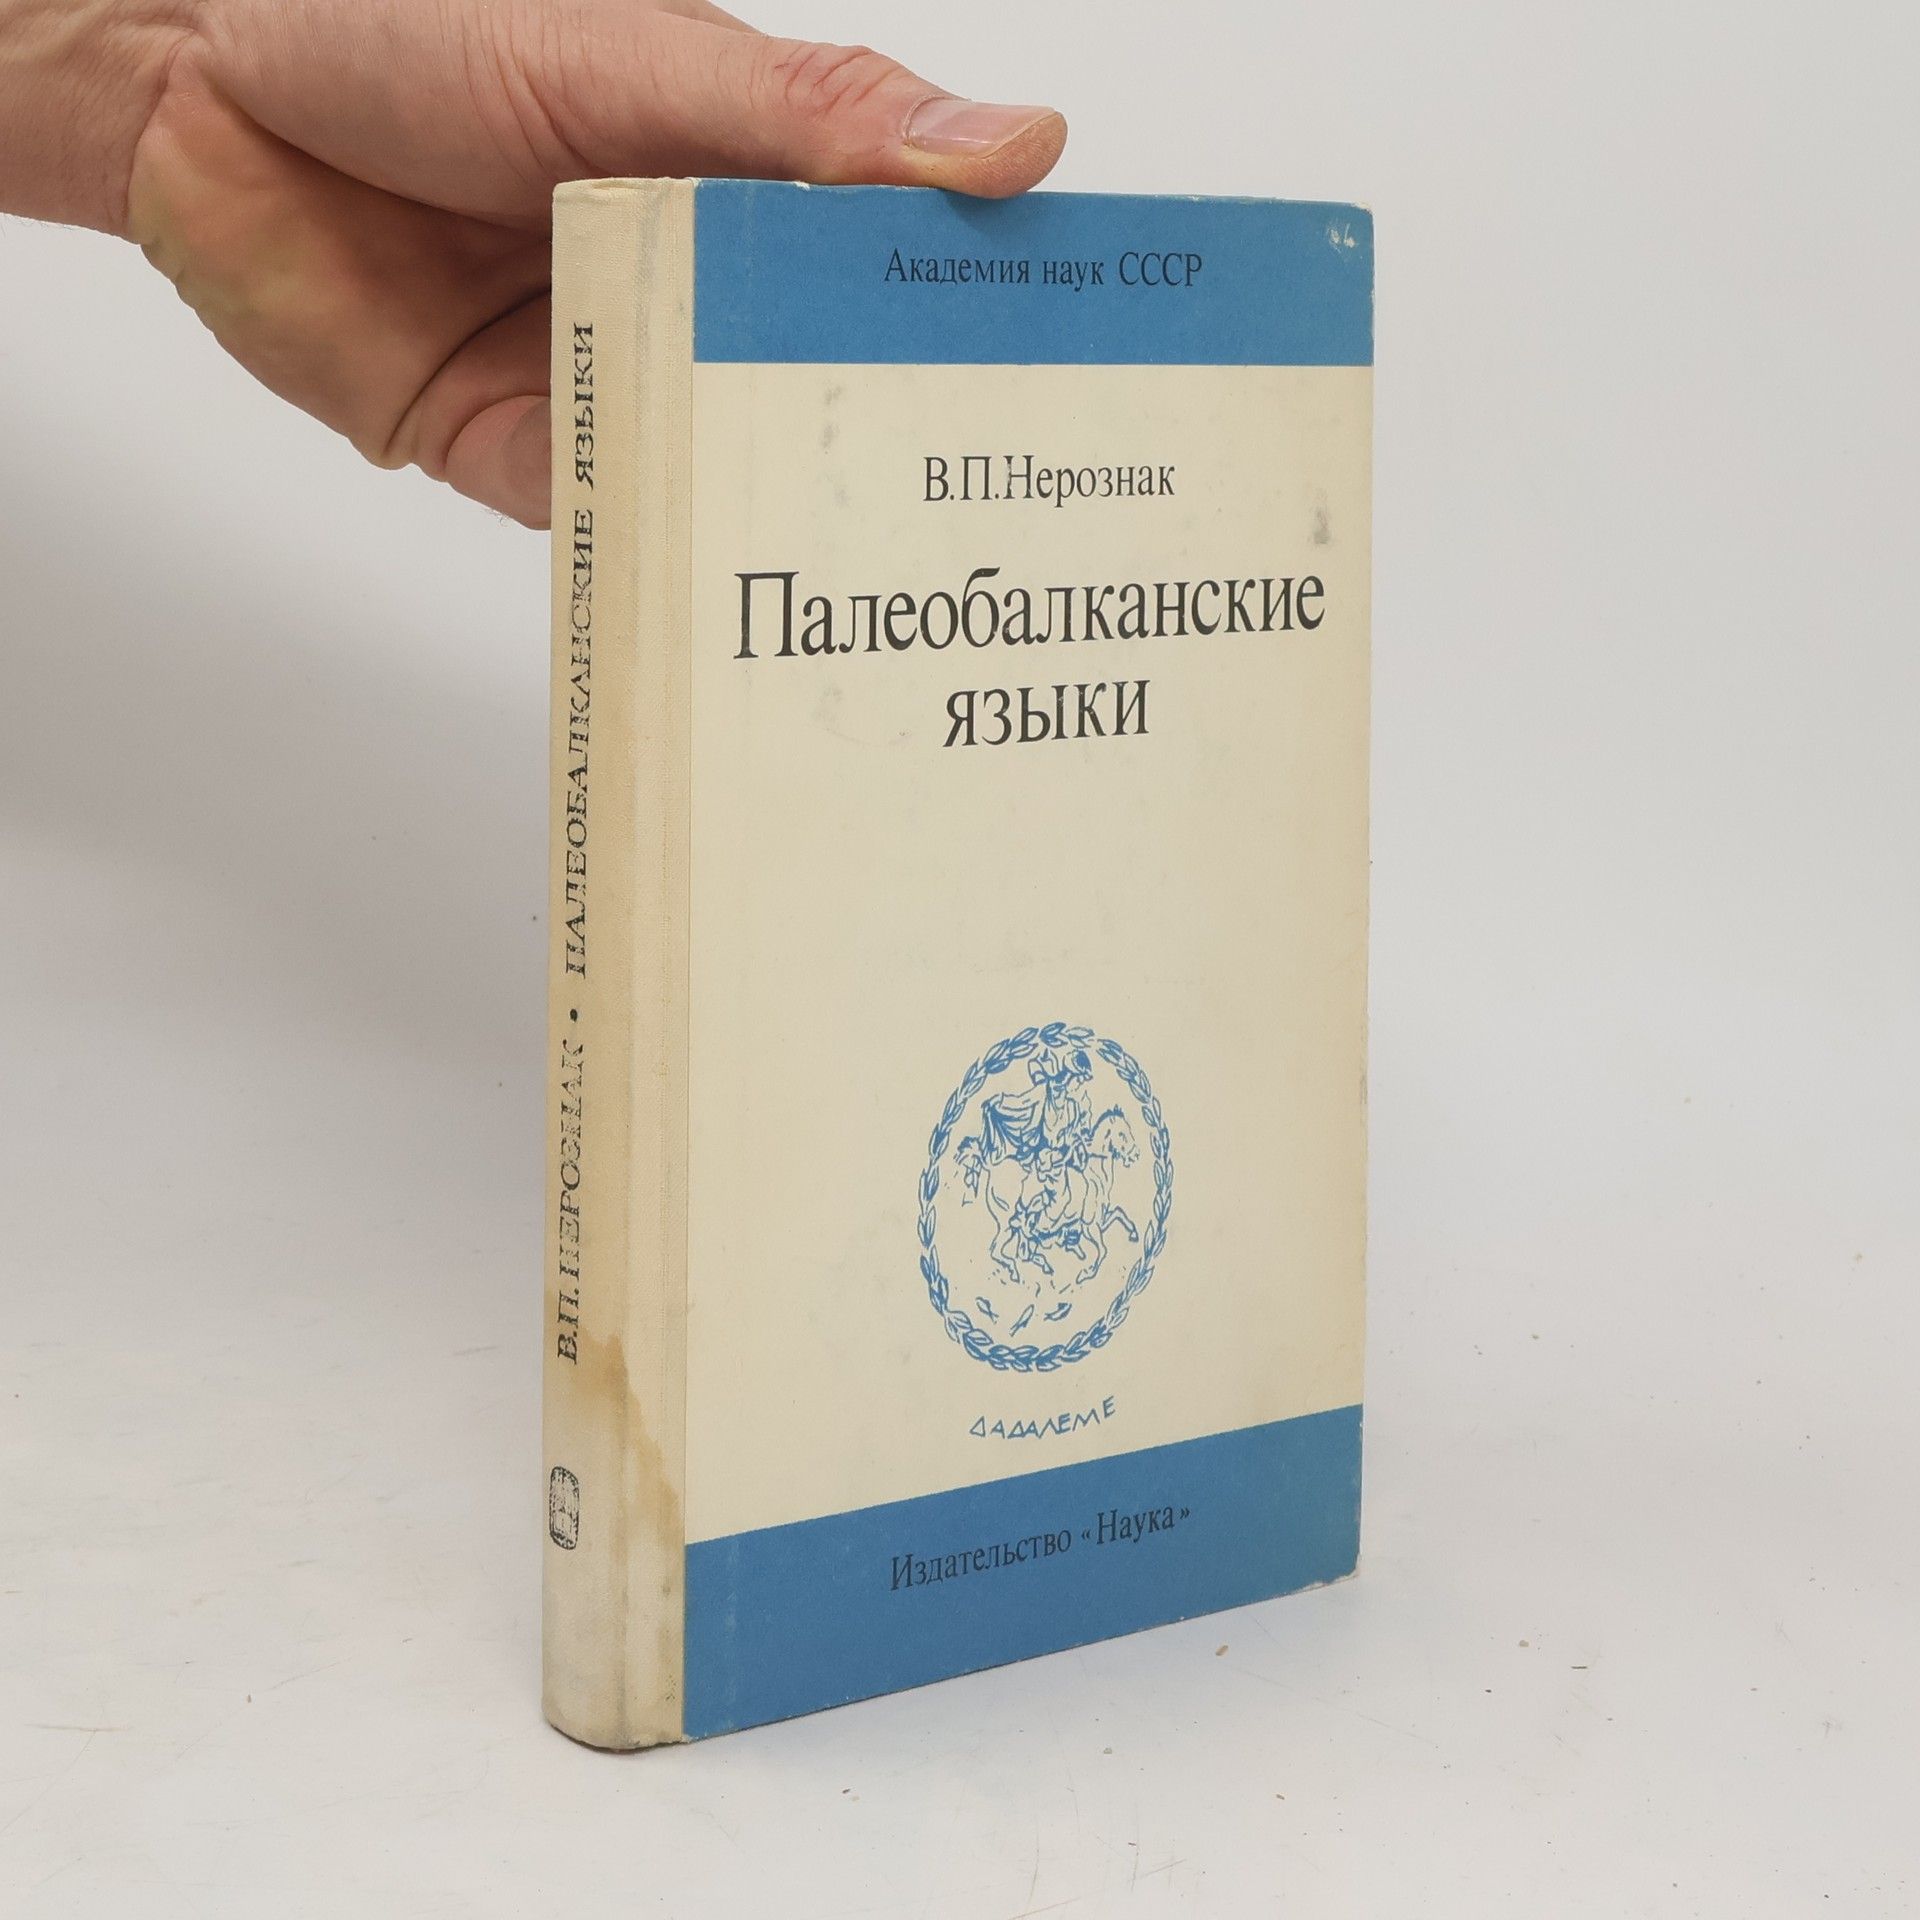 Академия наук СССР
В.П.Нерознак
Палеобалканские
языки
ΔΑΔΑΛΕΜΕ
Издательство «Наука»
В.П.НЕРОЗНАК • ПАЛЕОБАЛКАНСКИЕ ЯЗЫКИ